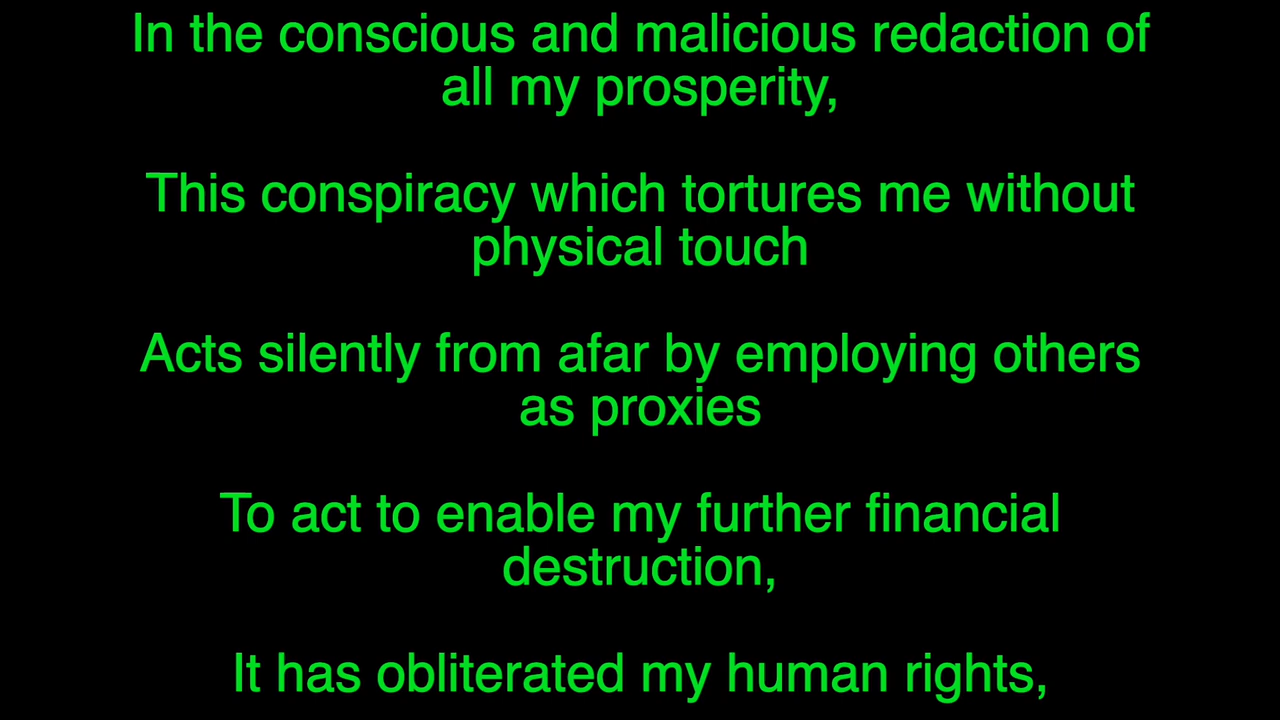 In the conscious and malicious redaction of
all my prosperity,
This conspiracy which tortures me without
physical touch
Acts silently from afar by employing others
as proxies
To act to enable my further financial
destruction,
It has obliterated my human rights,